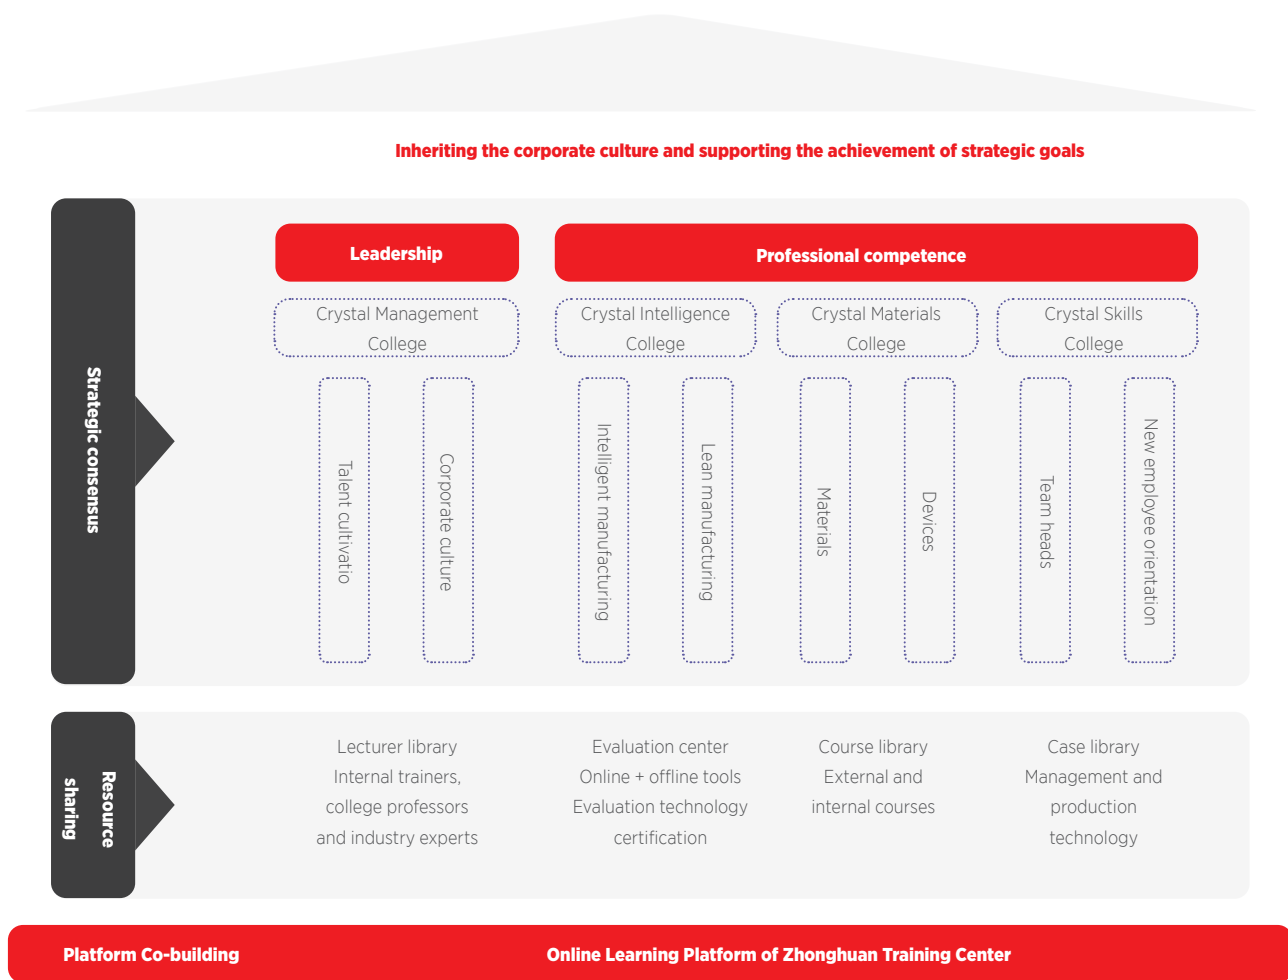 Inheriting the corporate culture and supporting the achievement of strategic goals
Strategic consensus
Leadership
Professional competence
Crystal Management
College
Crystal Intelligence
College
Crystal Materials
College
Crystal Skills
College
Talent cultivatio
Corporate culture
Intelligent manufacturing
Lean manufacturing
Materials
Devices
Team heads
New employee orientation
Resource
sharing
Lecturer library
Internal trainers,
college professors
and industry experts
Evaluation center
Online + offline tools
Evaluation technology
certification
Course library
External and
internal courses
Case library
Management and
production
technology
Platform Co-building
Online Learning Platform of Zhonghuan Training Center